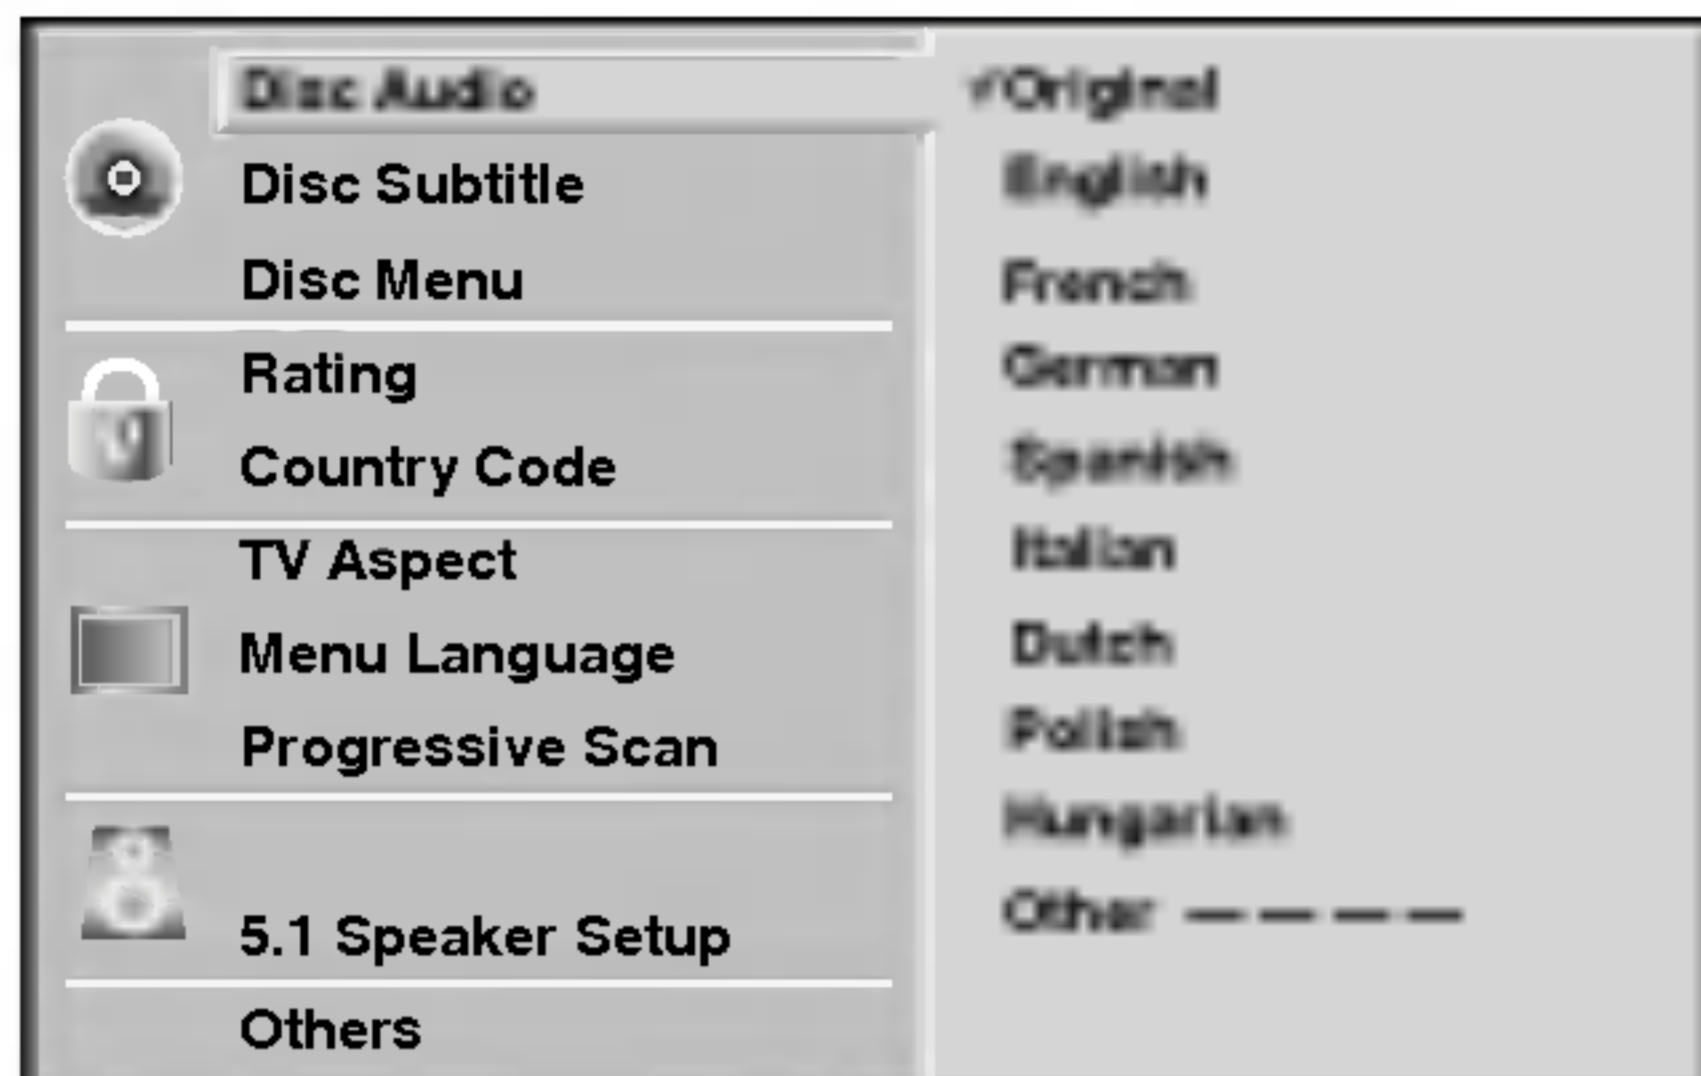 Disc Audio
Disc Subtitle
Disc Menu
Rating
Country Code
TV Aspect
Menu Language
Progressive Scan
5.1 Speaker Setup
Others
✓Original
English
French
German
Spanish
Italian
Dutch
Polish
Hungarian
Other — — — —